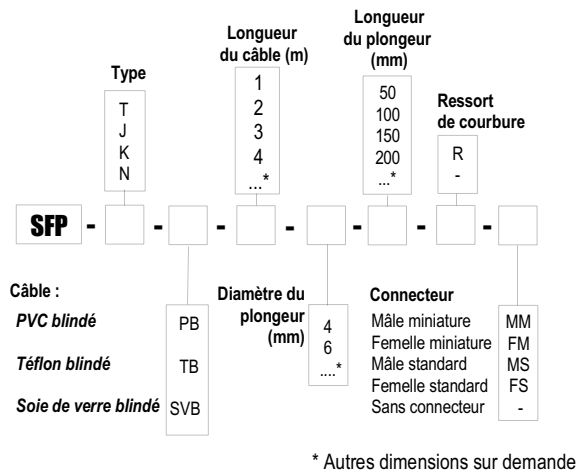 Type
T
J
K
N
Longueur
du câble (m)
1
2
3
4
...*
Longueur
du plongeur
(mm)
50
100
150
200
...*
Ressort
de courbure
R
-
SFP - - - - - - -
Câble :
PVC blindé PB
Téflon blindé TB
Soie de verre blindé SVB
Diamètre du
plongeur
(mm)
4
6
....*
Connecteur
Mâle miniature MM
Femelle miniature FM
Mâle standard MS
Femelle standard FS
Sans connecteur -
* Autres dimensions sur demande